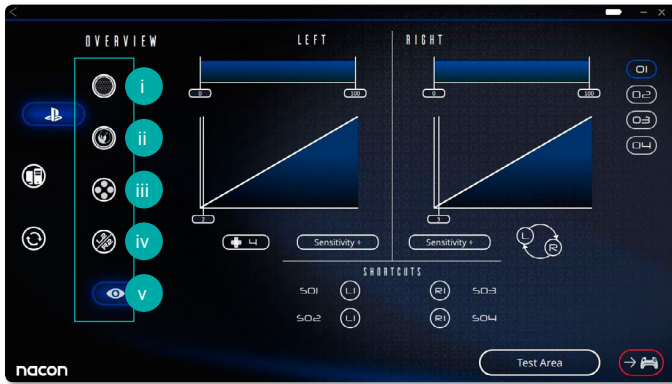 OVERVIEW
LEFT
RIGHT
i
0
100
0
100
01
02
ii
03
04
iii
2
3
iv
4
Sensitivity +
Sensitivity +
L
R
SHORTCUTS
v
S01
L1
R1
S03
S02
L1
R1
S04
Test Area
nacon